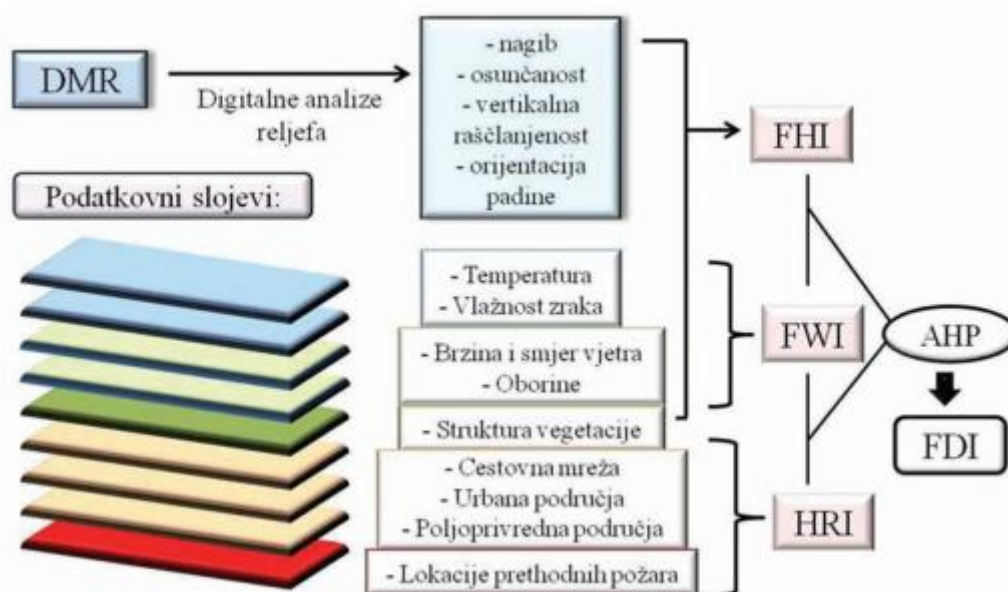 DMR
Digitalne analize
reljefa
- nagib
- osunčanost
- vertikalna
raščlanjenost
- orijentacija
padine
FHI
Podatkovni slojevi:
- Temperatura
- Vlažnost zraka
- Brzina i smjer vjetra
- Oborine
- Struktura vegetacije
- Cestovna mreža
- Urbana područja
- Poljoprivredna područja
- Lokacije prethodnih požara
FWI
HRI
AHP
FDI